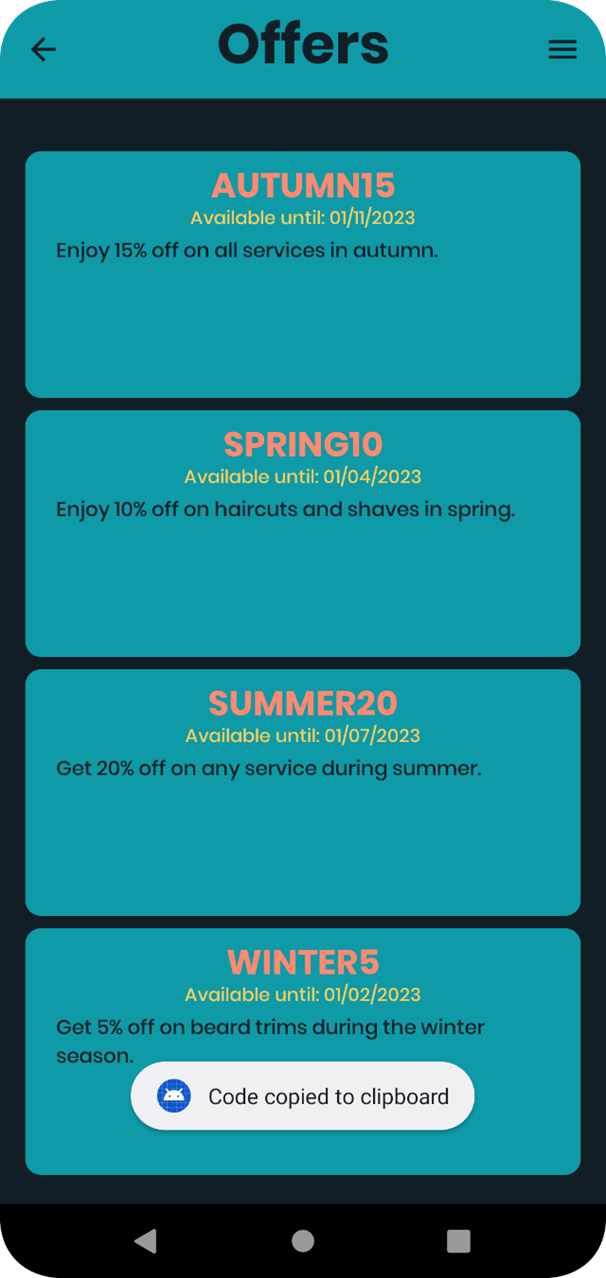 Offers
AUTUMN15
Available until: 01/11/2023
Enjoy 15% off on all services in autumn.
SPRING10
Available until: 01/04/2023
Enjoy 10% off on haircuts and shaves in spring.
SUMMER20
Available until: 01/07/2023
Get 20% off on any service during summer.
WINTER5
Available until: 01/02/2023
Get 5% off on beard trims during the winter
season.
Code copied to clipboard